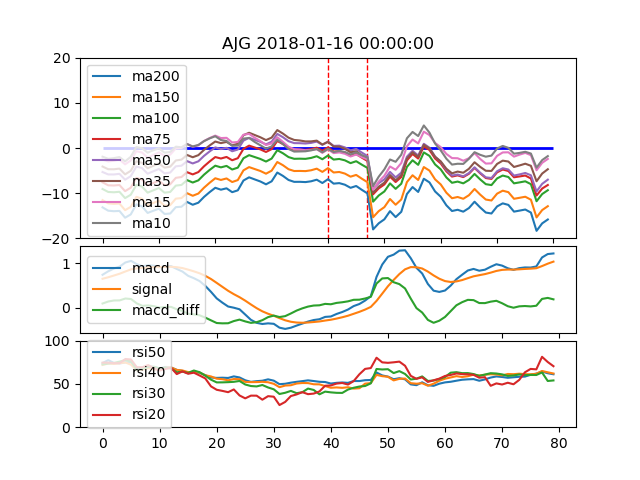 AJG 2018-01-16 00:00:00
20
10
0
−10
−20
ma200
ma150
ma100
ma75
ma50
ma35
ma15
ma10
1
0
macd
signal
macd_diff
100
50
0
rsi50
rsi40
rsi30
rsi20
0 10 20 30 40 50 60 70 80